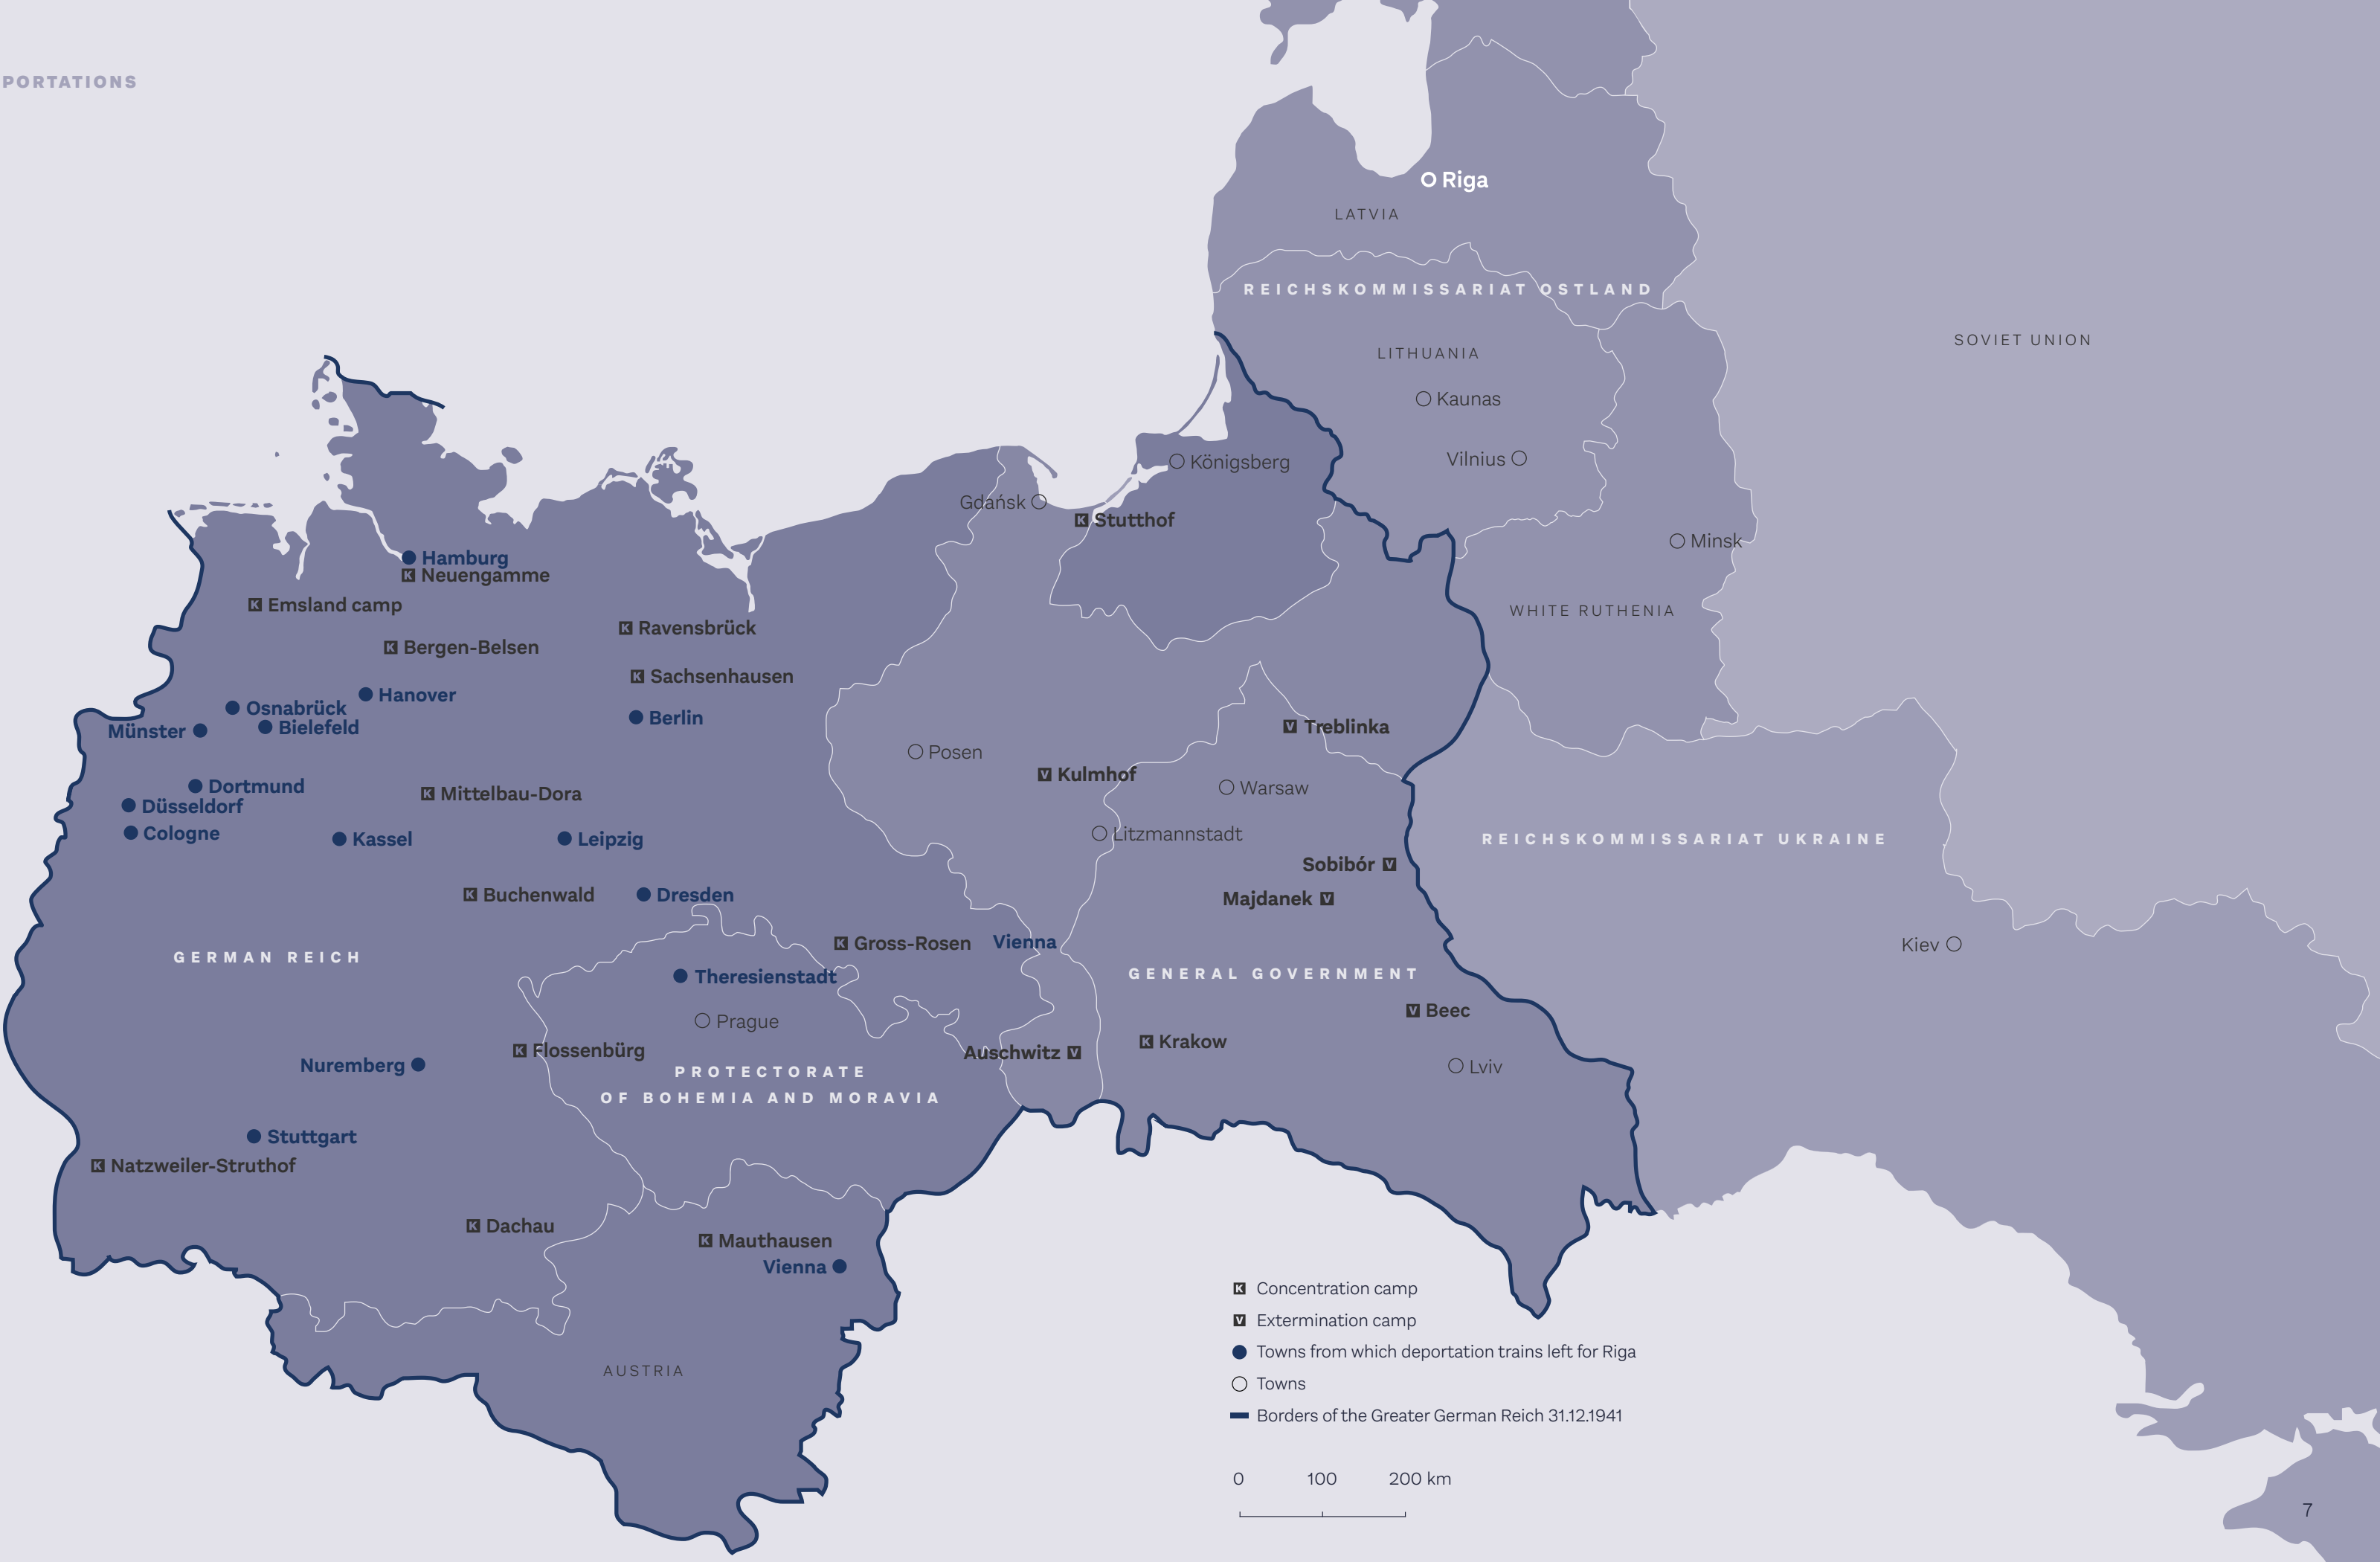 PORTATIONS
Riga
LATVIA
REICHSKOMMISSARIAT OSTLAND
SOVIET UNION
LITHUANIA
Kaunas
Vilnius
Königsberg
Gdańsk
K Stutthof
Minsk
Hamburg
K Neuengamme
K Emsland camp
WHITE RUTHENIA
K Ravensbrück
K Bergen-Belsen
K Sachsenhausen
Hanover
Osnabrück
Berlin
Bielefeld
Münster
V Treblinka
Posen
V Kulmhof
Dortmund
Warsaw
K Mittelbau-Dora
Düsseldorf
Cologne
Litzmannstadt
Kassel
Leipzig
REICHSKOMMISSARIAT UKRAINE
Sobibór V
K Buchenwald
Dresden
Majdanek V
K Gross-Rosen
Vienna
Kiev
GERMAN REICH
GENERAL GOVERNMENT
Theresienstadt
V Beec
Prague
K Krakow
K Flossenbürg
Auschwitz V
Nuremberg
Lviv
PROTECTORATE
OF BOHEMIA AND MORAVIA
Stuttgart
K Natzweiler-Struthof
K Dachau
K Mauthausen
Vienna
AUSTRIA
K Concentration camp
V Extermination camp
Towns from which deportation trains left for Riga
Towns
Borders of the Greater German Reich 31.12.1941
0 100 200 km
7